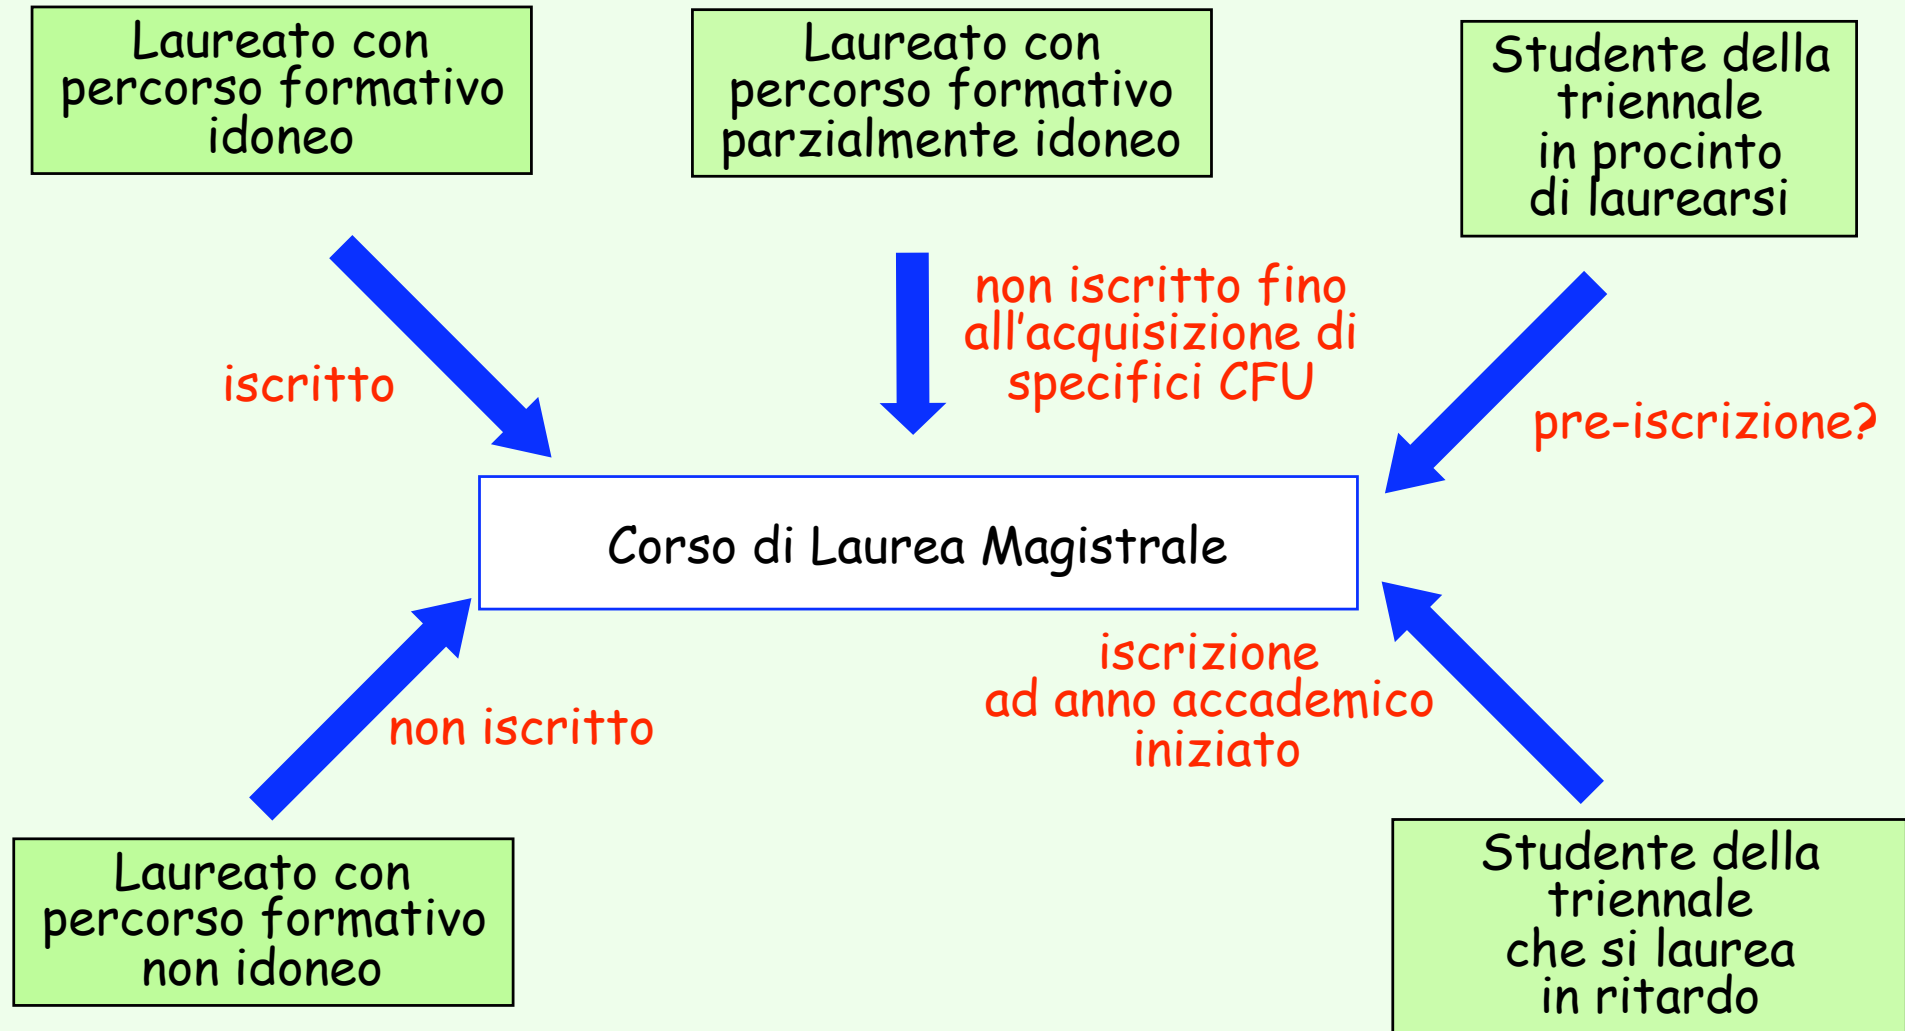 Laureato con
percorso formativo
idoneo
Laureato con
percorso formativo
parzialmente idoneo
Studente della
triennale
in procinto
di laurearsi
iscritto
non iscritto fino
all’acquisizione di
specifici CFU
pre-iscrizione?
Corso di Laurea Magistrale
non iscritto
iscrizione
ad anno accademico
iniziato
Laureato con
percorso formativo
non idoneo
Studente della
triennale
che si laurea
in ritardo